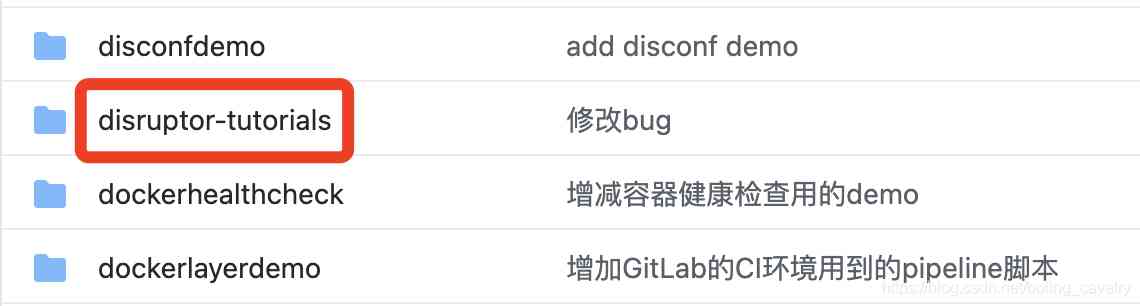 disconfdemo add disconf demo
disruptor-tutorials 修改bug
dockerhealthcheck 增减容器健康检查用的demo
dockerlayerdemo 增加GitLab的CI环境用到的pipeline脚本
https://blog.csdn.net/boling_cavalry